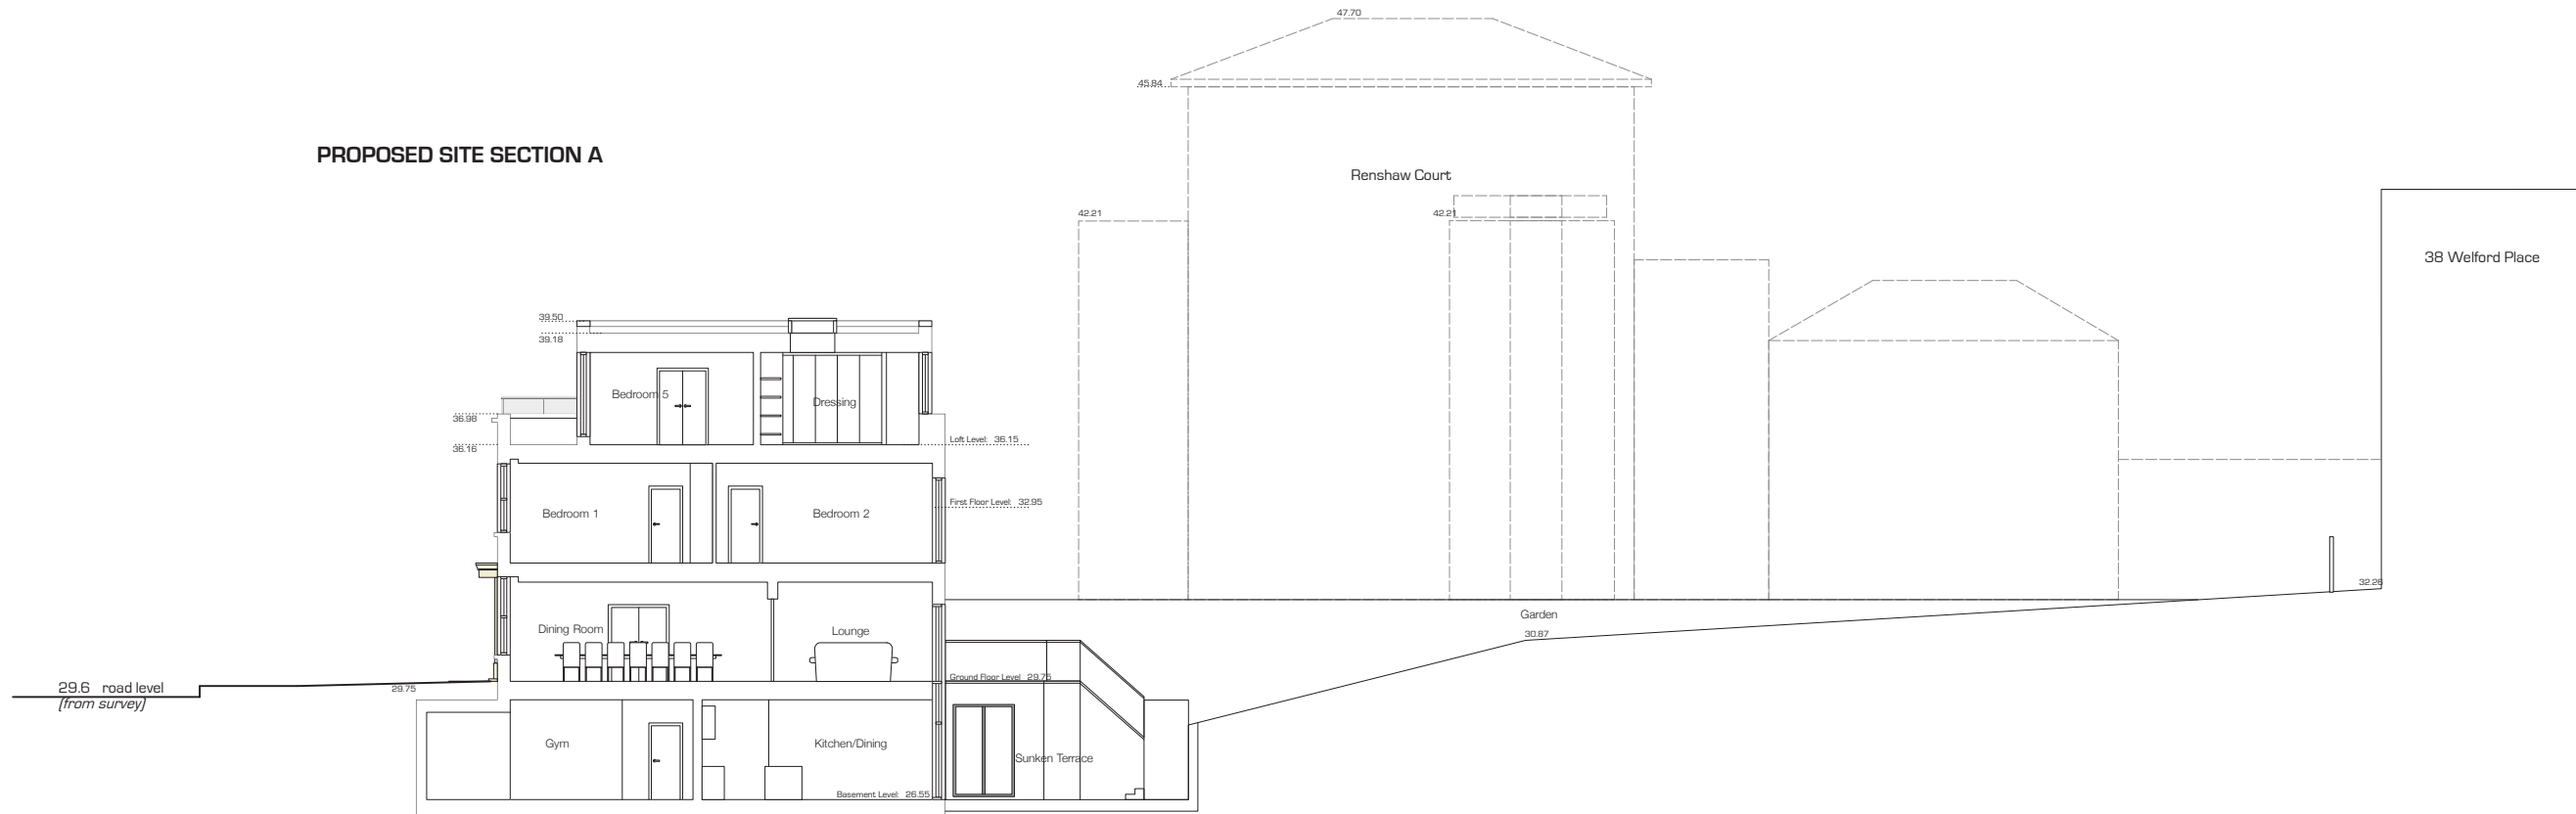 47.70
45.84
PROPOSED SITE SECTION A
Renshaw Court
42.21
42.21
38 Welford Place
39.50
39.18
Bedroom 5
Dressing
36.98
36.16
Loft Level: 36.15
First Floor Level: 32.95
Bedroom 1
Bedroom 2
32.26
Garden
30.87
Dining Room
Lounge
29.6 road level
(from survey)
29.75
Ground Floor Level 29.75
Gym
Kitchen/Dining
Sunken Terrace
Basement Level: 26.55